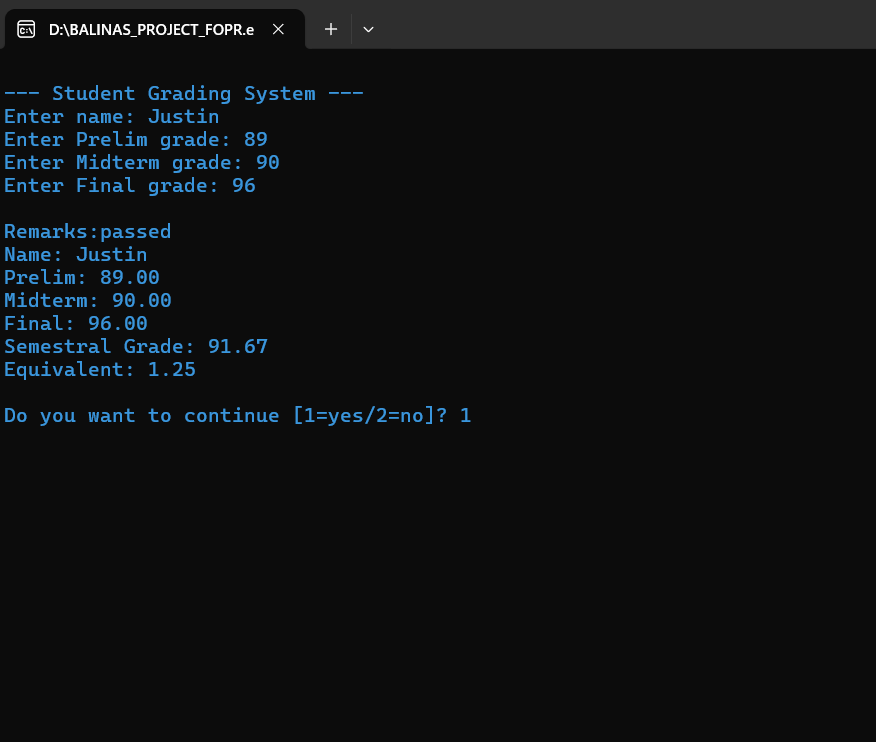 D:\BALINAS_PROJECT_FOPR.e
--- Student Grading System ---
Enter name: Justin
Enter Prelim grade: 89
Enter Midterm grade: 90
Enter Final grade: 96
Remarks:passed
Name: Justin
Prelim: 89.00
Midterm: 90.00
Final: 96.00
Semestral Grade: 91.67
Equivalent: 1.25
Do you want to continue [1=yes/2=no]? 1